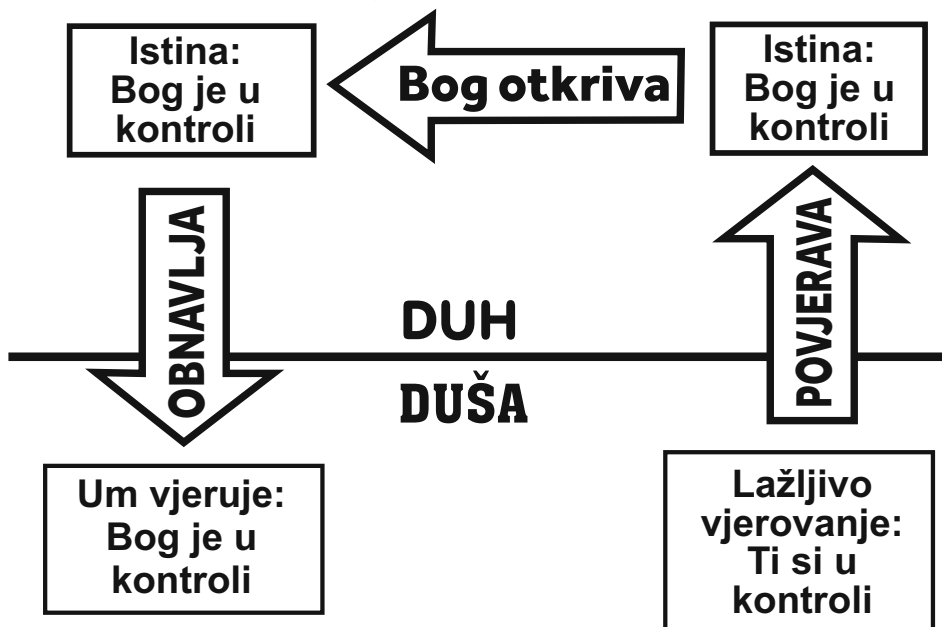 Istina:
Bog je u
kontroli
Bog otkriva
Istina:
Bog je u
kontroli
OBNAVLJA
POVJERAVA
DUH
DUŠA
Um vjeruje:
Bog je u
kontroli
Lažljivo
vjerovanje:
Ti si u
kontroli